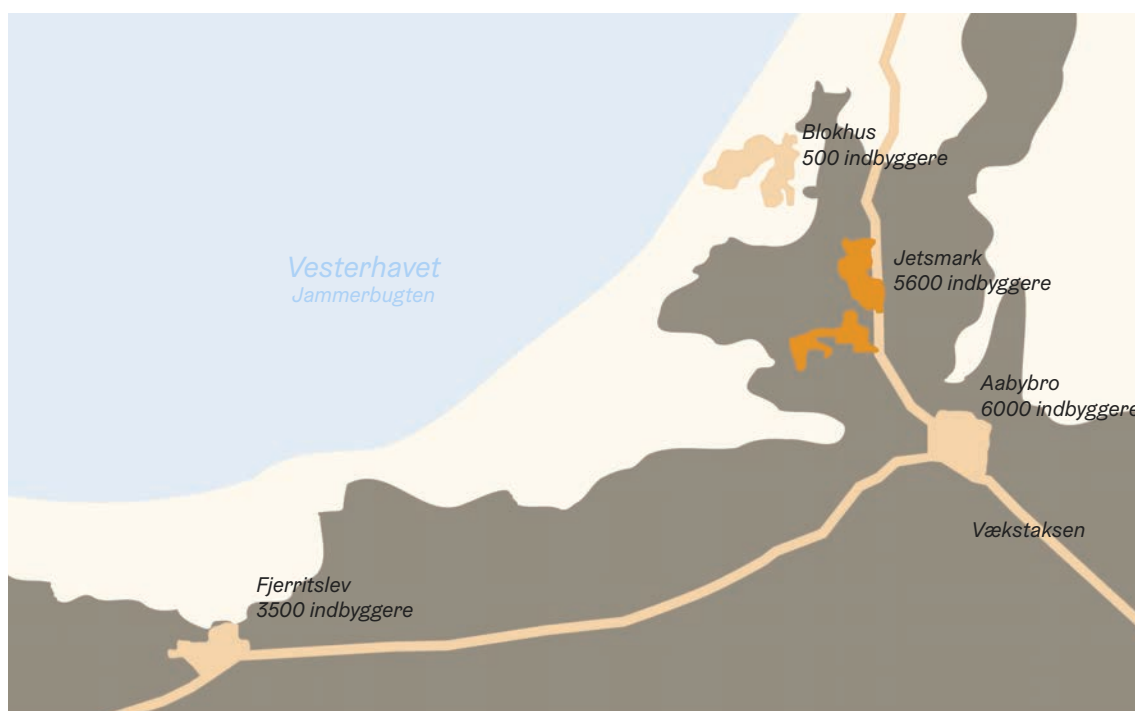 Blokhus
500 indbyggere
Vesterhavet
Jammerbugten
Jetsmark
5600 indbyggere
Aabybro
6000 indbyggere
Vækstaksen
Fjerritslev
3500 indbyggere